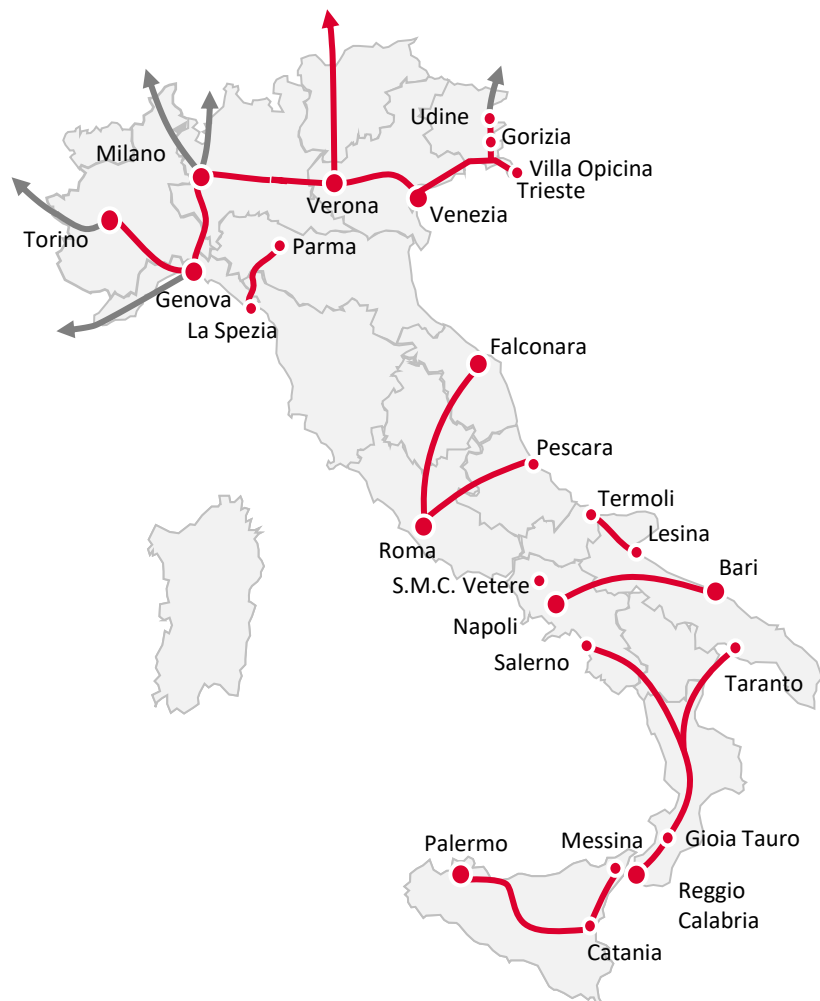 Udine
Gorizia
Milano
Villa Opicina
Trieste
Verona
Venezia
Torino
Parma
Genova
La Spezia
Falconara
Pescara
Termoli
Lesina
Roma
Bari
S.M.C. Vetere
Napoli
Salerno
Taranto
Palermo
Messina
Gioia Tauro
Reggio
Calabria
Catania